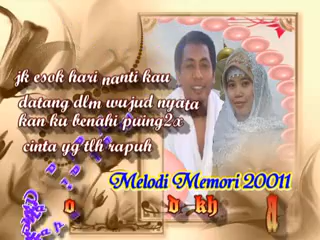 jk esok hari nanti kau
datang dlm wujud nyata
kan ku benahi puing2x
cinta yg tlh rapuh
Melodi Memori 20011